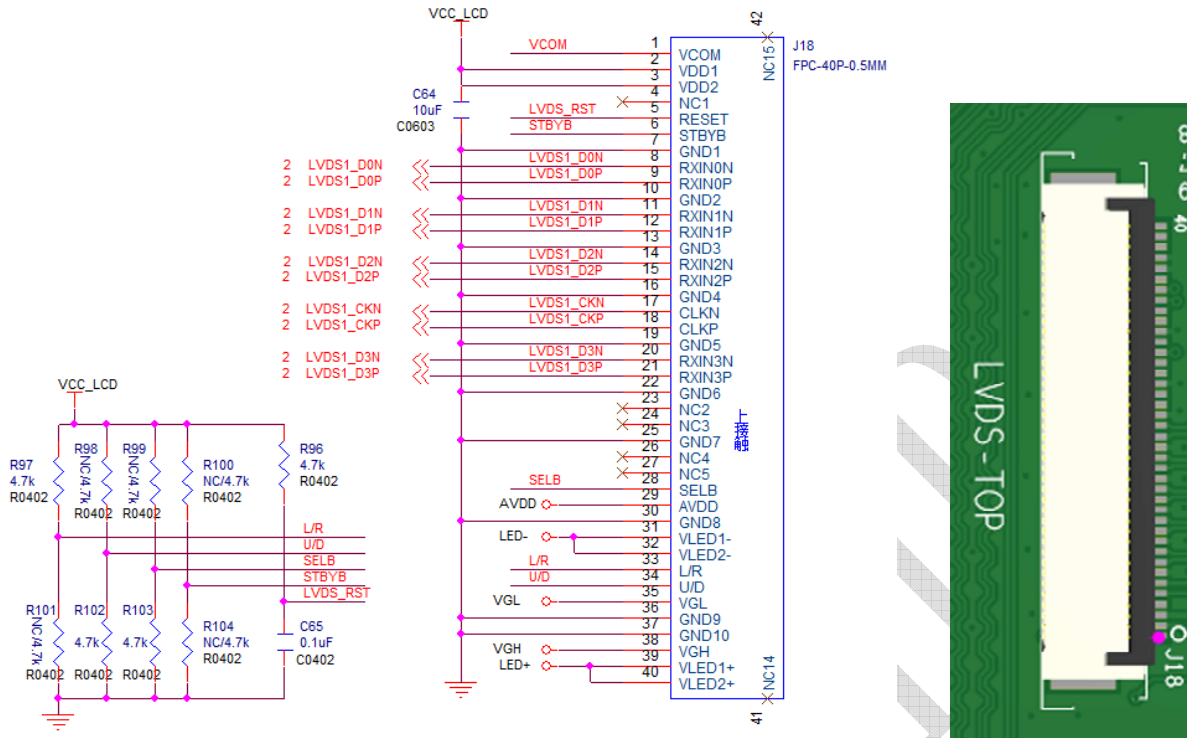 VCC_LCD
42
J18
FPC-40P-0.5MM
NC15
C64
10uF
C0603
VCOM 1 VCOM
2 VDD1
3 VDD2
4 NC1
LVDS_RST 5 RESET
STBYB 6 STBYB
7 GND1
2 LVDS1_D0N LVDS1_D0N 8 RXIN0N
2 LVDS1_D0P LVDS1_D0P 9 RXIN0P
10 GND2
2 LVDS1_D1N LVDS1_D1N 11 RXIN1N
2 LVDS1_D1P LVDS1_D1P 12 RXIN1P
13 GND3
2 LVDS1_D2N LVDS1_D2N 14 RXIN2N
2 LVDS1_D2P LVDS1_D2P 15 RXIN2P
16 GND4
2 LVDS1_CKN LVDS1_CKN 17 CLKN
2 LVDS1_CKP LVDS1_CKP 18 CLKP
19 GND5
2 LVDS1_D3N LVDS1_D3N 20 RXIN3N
2 LVDS1_D3P LVDS1_D3P 21 RXIN3P
22 GND6
23 NC2
24 NC3
25 GND7
26 NC4
27 NC5
SELB 28 SELB
AVDD 29 AVDD
30 GND8
LED- 31 VLED1-
32 VLED2-
L/R 33 L/R
U/D 34 U/D
VGL 35 VGL
36 GND9
37 GND10
VGH 38 VGH
LED+ 39 VLED1+
40 VLED2+
上接触
NC14
41
VCC_LCD
R97
4.7k
R0402
R98
NC/4.7k
R0402
R99
NC/4.7k
R0402
R100
NC/4.7k
R0402
R96
4.7k
R0402
L/R
U/D
SELB
STBYB
LVDS_RST
R101
NC/4.7k
R0402
R102
4.7k
R0402
R103
4.7k
R0402
R104
NC/4.7k
R0402
C65
0.1uF
C0402
LVDS-TOP
40
J18